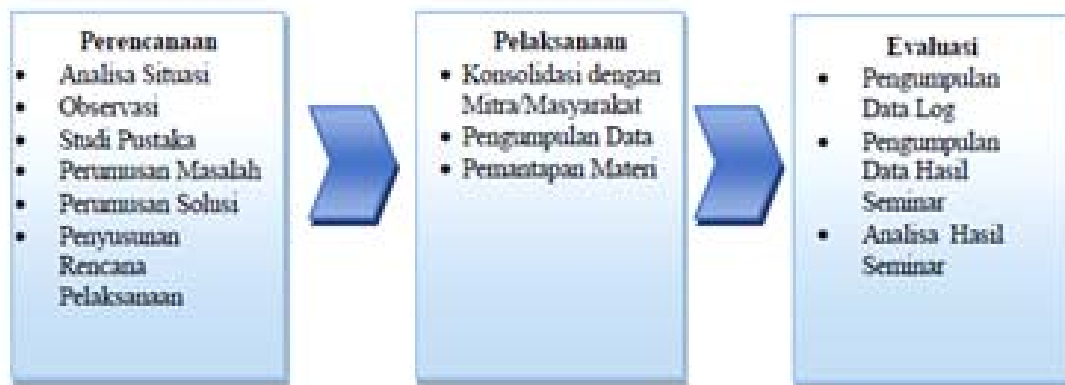 Perencanaan
• Analisa Situasi
• Observasi
• Studi Pustaka
• Perumusan Masalah
• Perumusan Solusi
• Penyusunan
Rencana
Pelaksanaan
Pelaksanaan
• Konsolidasi dengan
Mitra/Masyarakat
• Pengumpulan Data
• Pemantapan Materi
Evaluasi
• Pengumpulan
Data Log
• Pengumpulan
Data Hasil
Seminar
• Analisa Hasil
Seminar